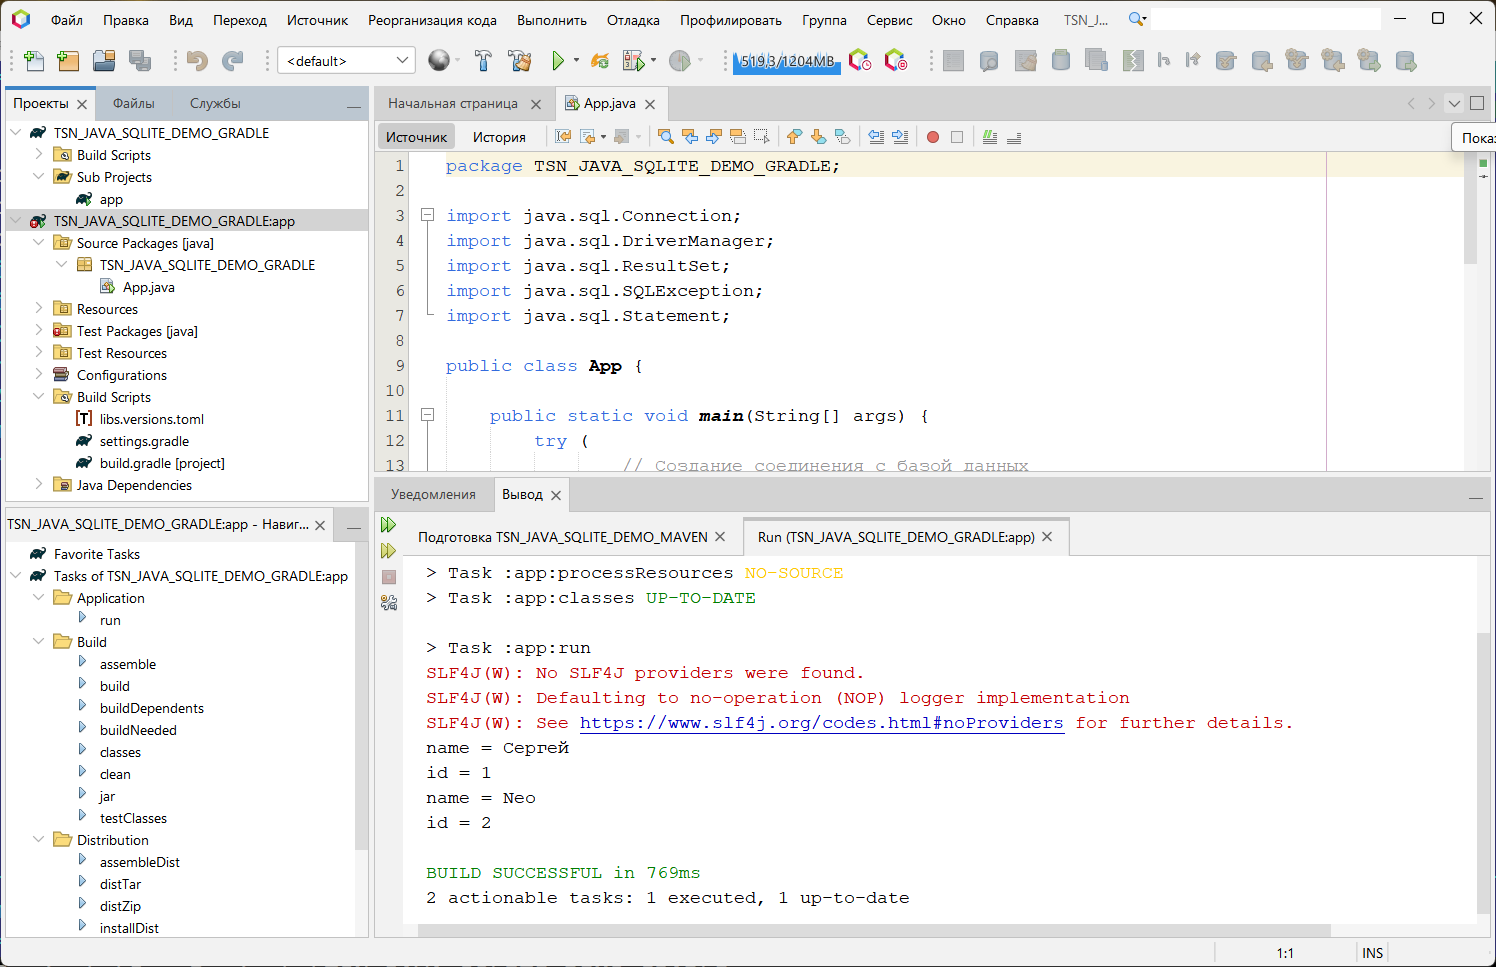 Файл Правка Вид Переход Источник Реорганизация кода Выполнить Отладка Профилировать Группа Сервис Окно Справка TSN_J...
<default> 519,3/1204MB
Проекты Файлы Службы
TSN_JAVA_SQLITE_DEMO_GRADLE
Build Scripts
Sub Projects
app
TSN_JAVA_SQLITE_DEMO_GRADLE:app
Source Packages [java]
TSN_JAVA_SQLITE_DEMO_GRADLE
App.java
Resources
Test Packages [java]
Test Resources
Configurations
Build Scripts
libs.versions.toml
settings.gradle
build.gradle [project]
Java Dependencies
TSN_JAVA_SQLITE_DEMO_GRADLE:app - Навиг...
Favorite Tasks
Tasks of TSN_JAVA_SQLITE_DEMO_GRADLE:app
Application
run
Build
assemble
build
buildDependents
buildNeeded
classes
clean
jar
testClasses
Distribution
assembleDist
distTar
distZip
installDist
Начальная страница App.java
Источник История
Пока
1 package TSN_JAVA_SQLITE_DEMO_GRADLE;
2
3 import java.sql.Connection;
4 import java.sql.DriverManager;
5 import java.sql.ResultSet;
6 import java.sql.SQLException;
7 import java.sql.Statement;
8
9 public class App {
10
11 public static void main(String[] args) {
12 try (
13 // Создание соединения с базой данных
Уведомления Вывод
Подготовка TSN_JAVA_SQLITE_DEMO_MAVEN Run (TSN_JAVA_SQLITE_DEMO_GRADLE:app)
> Task :app:processResources NO-SOURCE
> Task :app:classes UP-TO-DATE
> Task :app:run
SLF4J(W): No SLF4J providers were found.
SLF4J(W): Defaulting to no-operation (NOP) logger implementation
SLF4J(W): See https://www.slf4j.org/codes.html#noProviders for further details.
name = Сергей
id = 1
name = Neo
id = 2
BUILD SUCCESSFUL in 769ms
2 actionable tasks: 1 executed, 1 up-to-date
1:1 INS